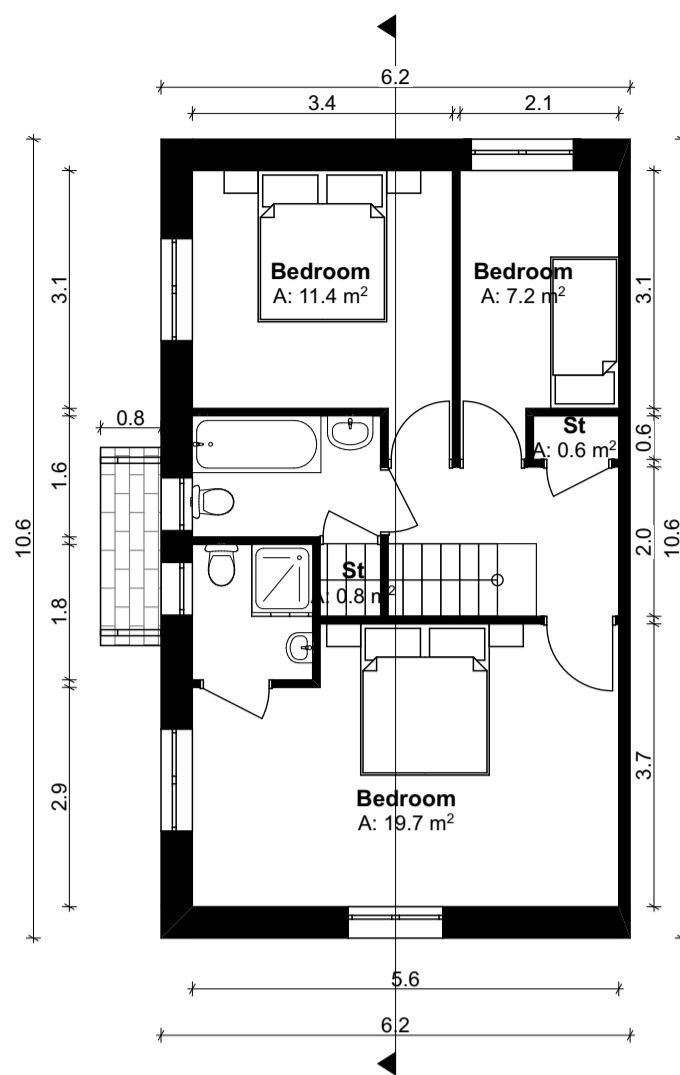 6.2
3.4
2.1
3.1
Bedroom
A: 11.4 m²
Bedroom
A: 7.2 m²
3.1
0.8
St
A: 0.6 m²
0.6
1.6
10.6
2.0
10.6
St
A: 0.8 m²
1.8
Bedroom
A: 19.7 m²
2.9
3.7
5.6
6.2